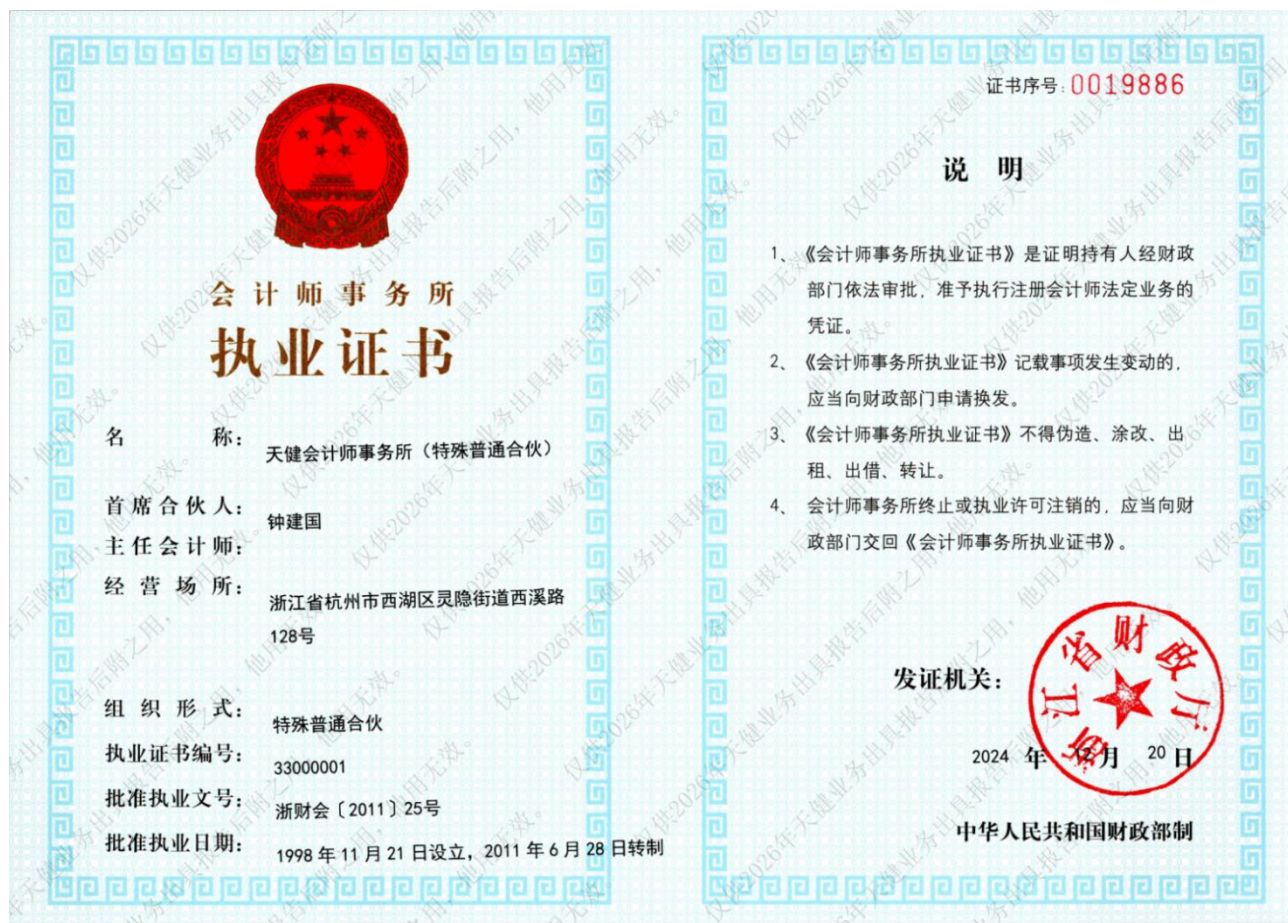 会计师事务所
执业证书
名称：
天健会计师事务所（特殊普通合伙）
首席合伙人：
钟建国
主任会计师：
经营场所：
浙江省杭州市西湖区灵隐街道西溪路
128号
组织形式：
特殊普通合伙
执业证书编号：
33000001
批准执业文号：
浙财会〔2011〕25号
批准执业日期：
1998年11月21日设立，2011年6月28日转制
证书序号：0019886
说明
1、《会计师事务所执业证书》是证明持有人经财政
部门依法审批，准予执行注册会计师法定业务的
凭证。
2、《会计师事务所执业证书》记载事项发生变动的，
应当向财政部门申请换发。
3、《会计师事务所执业证书》不得伪造、涂改、出
租、出借、转让。
4、会计师事务所终止或执业许可注销的，应当向财
政部门交回《会计师事务所执业证书》。
发证机关：
浙江省财政厅
2024年12月20日
中华人民共和国财政部制
仅供2026年天健业务出具报告后附之用，他用无效。